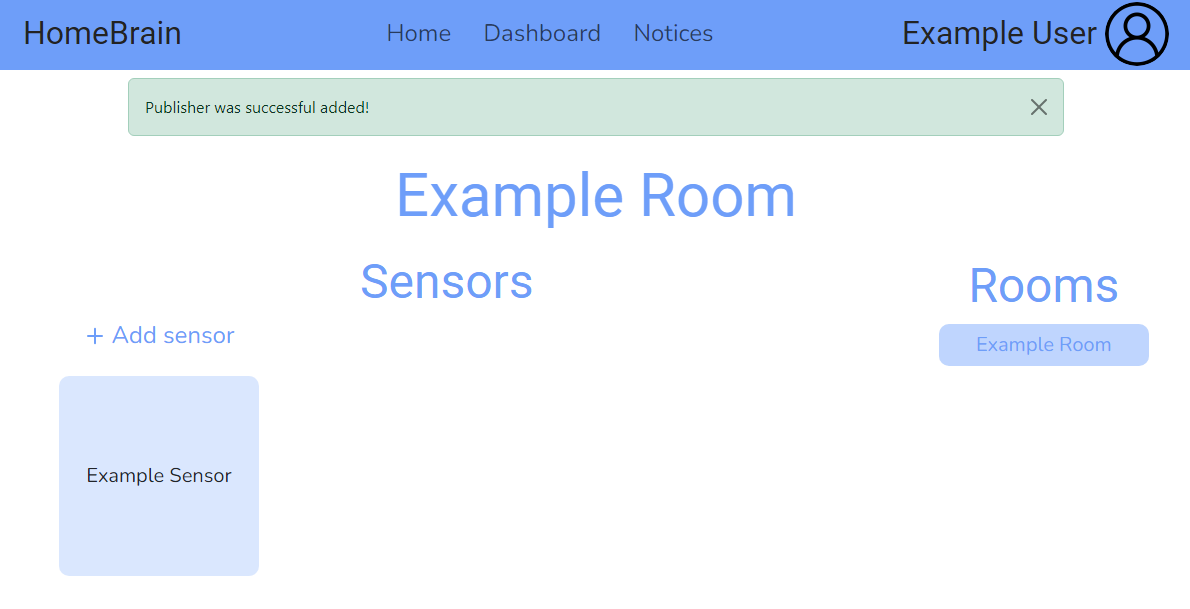 HomeBrain
Home Dashboard Notices
Example User
Publisher was successful added!
Example Room
Sensors
Rooms
+ Add sensor
Example Room
Example Sensor